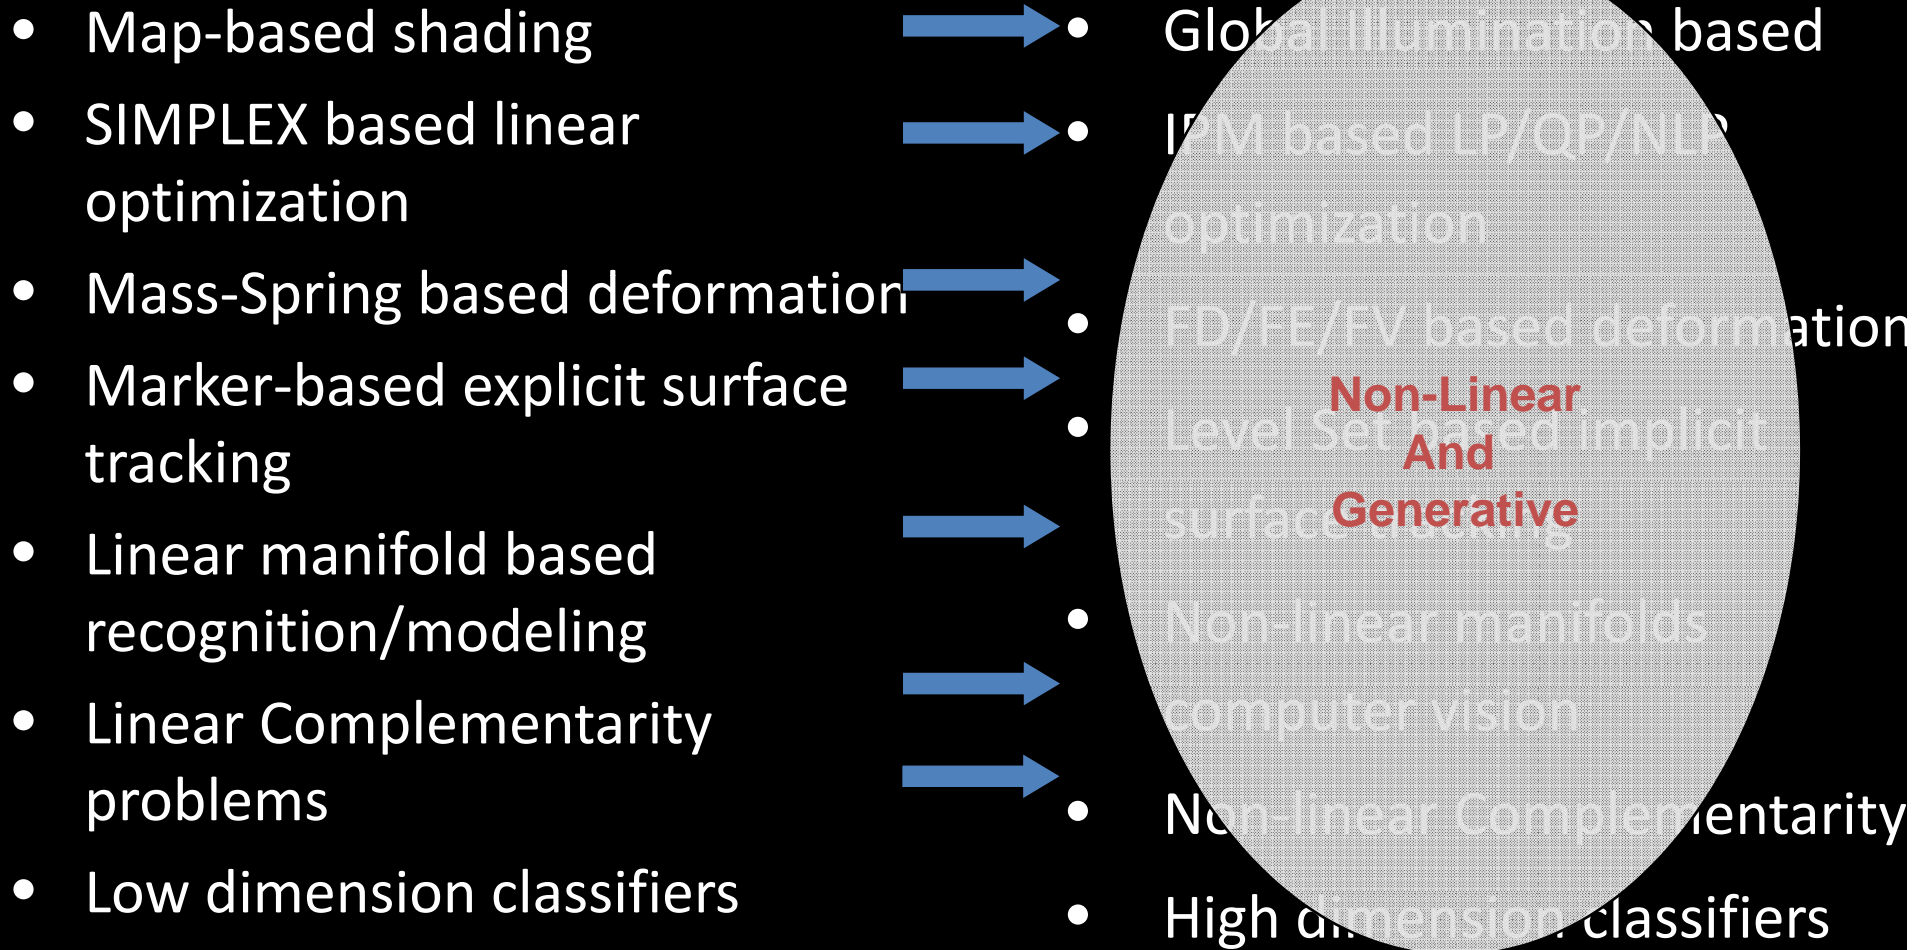 Map-based shading
SIMPLEX based linear
optimization
Mass-Spring based deformation
Marker-based explicit surface
tracking
Linear manifold based
recognition/modeling
Linear Complementarity
problems
Low dimension classifiers
Global Illumination based
IPM based LP/QP/NLP
optimization
FD/FE/FV based deformation
Level Set based implicit
surface tracking
Non-linear manifolds
computer vision
Non-linear Complementarity
High dimension classifiers
Non-Linear
And
Generative